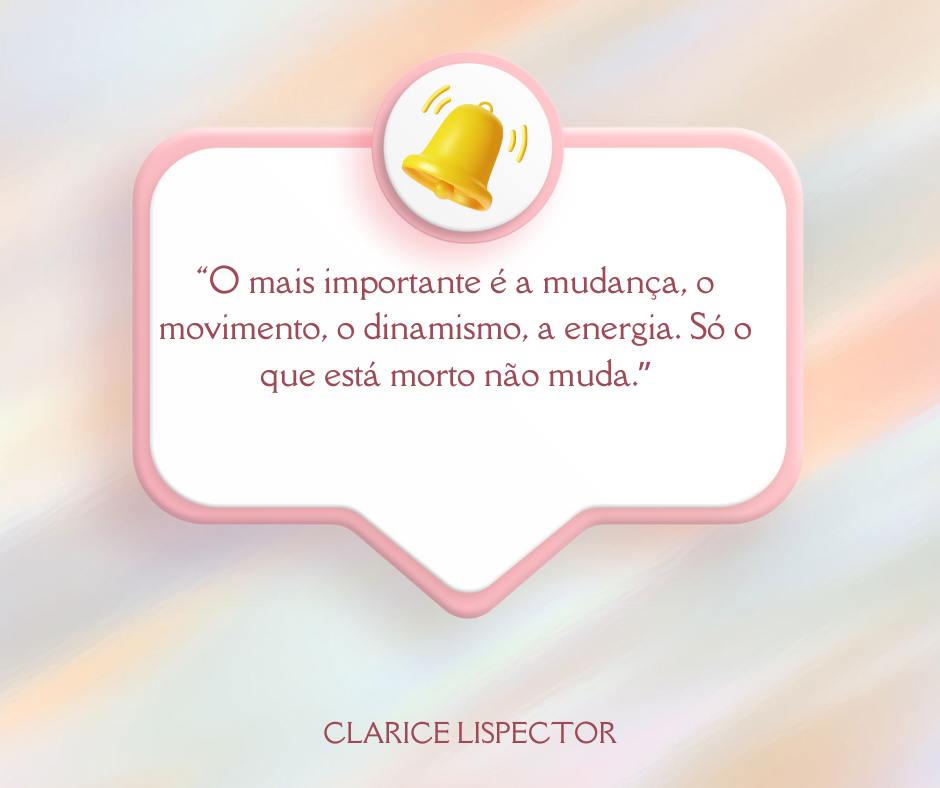 “O mais importante é a mudança, o
movimento, o dinamismo, a energia. Só o
que está morto não muda.”
CLARICE LISPECTOR